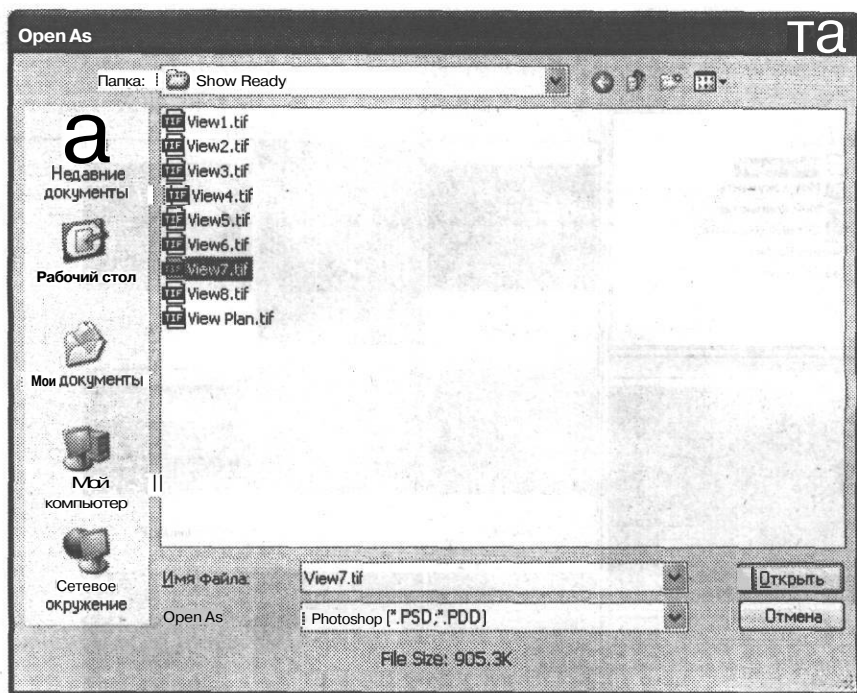 Open As
та
Папка: Show Ready
а
Недавние
документы
Рабочий стол
Мои документы
Мой
компьютер
Сетевое
окружение
View1.tif
View2.tif
View3.tif
View4.tif
View5.tif
View6.tif
View7.tif
View8.tif
View Plan.tif
Имя файла: View7.tif
Открыть
Open As Photoshop (*.PSD;*.PDD)
Отмена
File Size: 905.3K